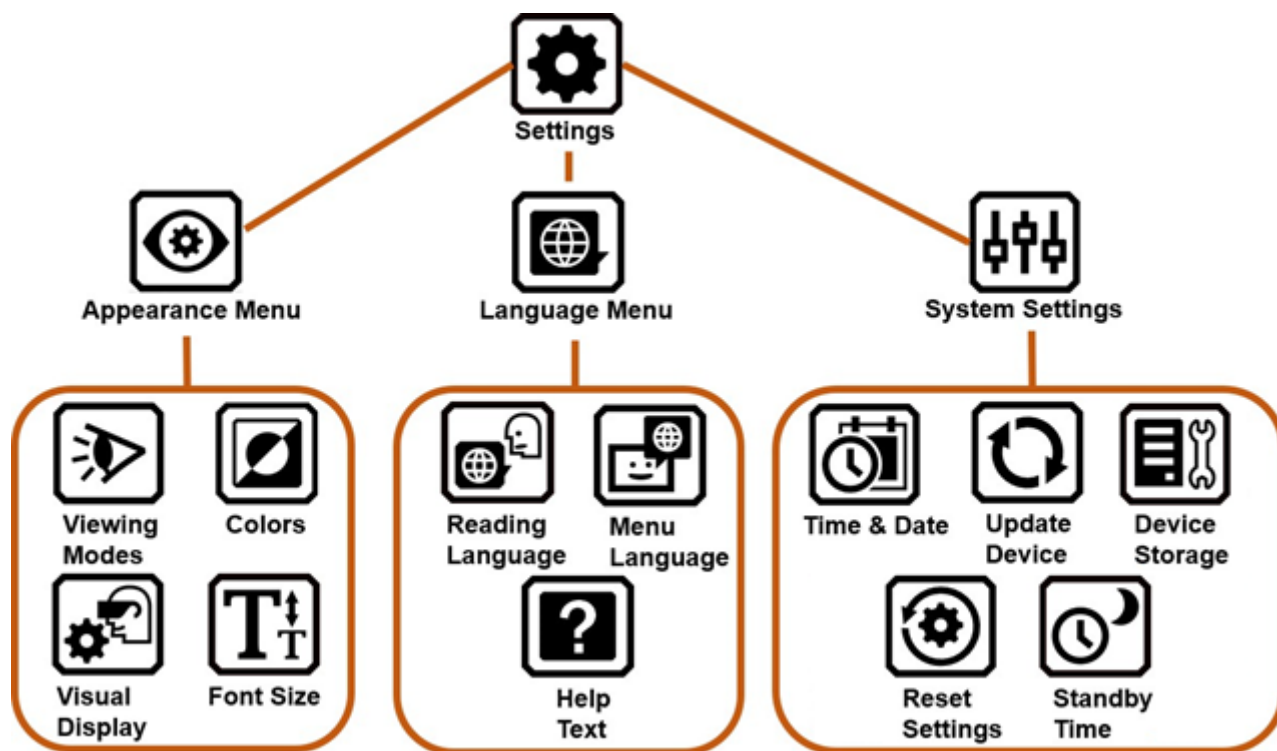 Settings
Appearance Menu
Language Menu
System Settings
Viewing
Modes
Colors
Visual
Display
Font Size
Reading
Language
Menu
Language
Help
Text
Time & Date
Update
Device
Device
Storage
Reset
Settings
Standby
Time